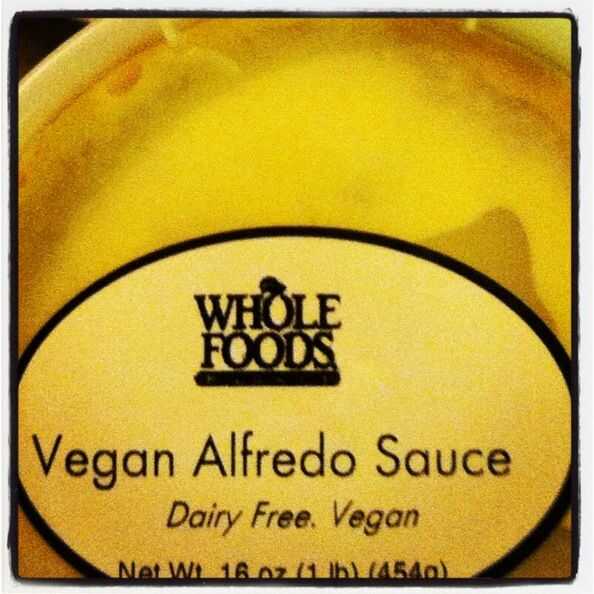 WHOLE
FOODS
Vegan Alfredo Sauce
Dairy Free. Vegan
Net Wt. 16 oz (1 lb) (454g)